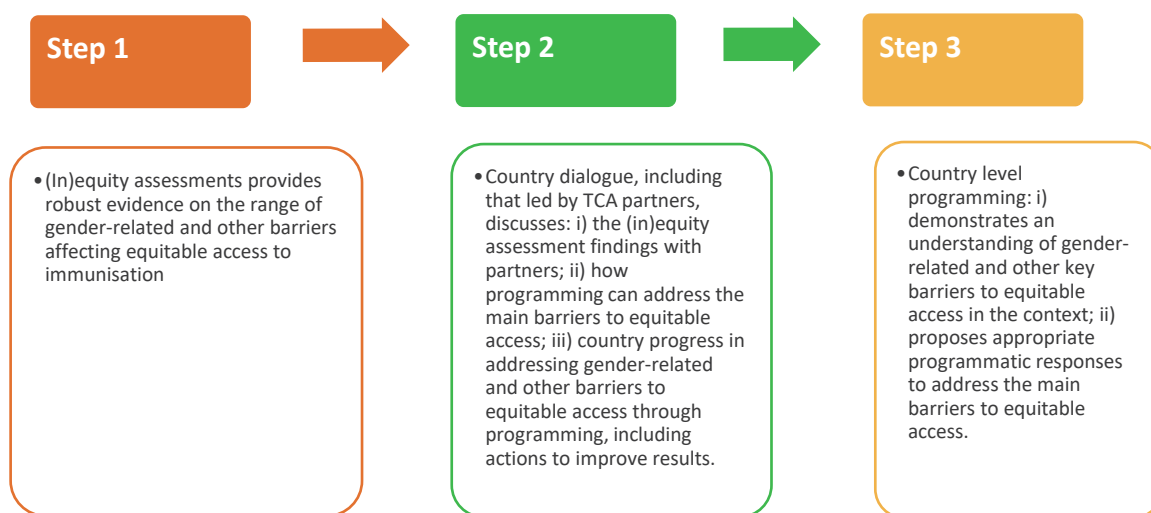 Step 1
Step 2
Step 3
•(In)equity assessments provides
robust evidence on the range of
gender-related and other barriers
affecting equitable access to
immunisation
•Country dialogue, including
that led by TCA partners,
discusses: i) the (in)equity
assessment findings with
partners; ii) how
programming can address the
main barriers to equitable
access; iii) country progress in
addressing gender-related
and other barriers to
equitable access through
programming, including
actions to improve results.
•Country level
programming: i)
demonstrates an
understanding of gender-
related and other key
barriers to equitable
access in the context; ii)
proposes appropriate
programmatic responses
to address the main
barriers to equitable
access.